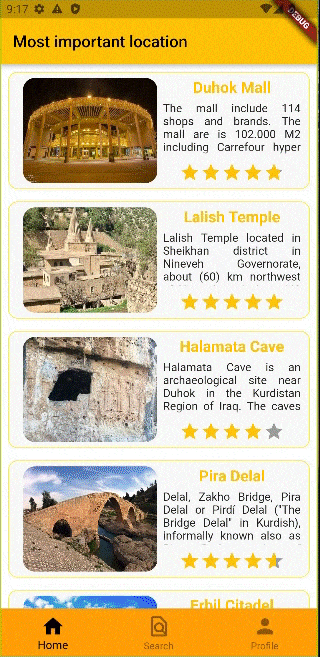 9:17
DEBUG
Most important location
Duhok Mall
The mall include 114
shops and brands. The
mall are is 102.000 M2
including Carrefour hyper
Lalish Temple
Lalish Temple located in
Sheikhan district in
Nineveh Governorate,
about (60) km northwest
Halamata Cave
Halamata Cave is an
archaeological site near
Duhok in the Kurdistan
Region of Iraq. The caves
Pira Delal
Delal, Zakho Bridge, Pira
Delal or Pirdí Delal ("The
Bridge Delal" in Kurdish),
informally known also as
Erbil Citadel
Home
Search
Profile